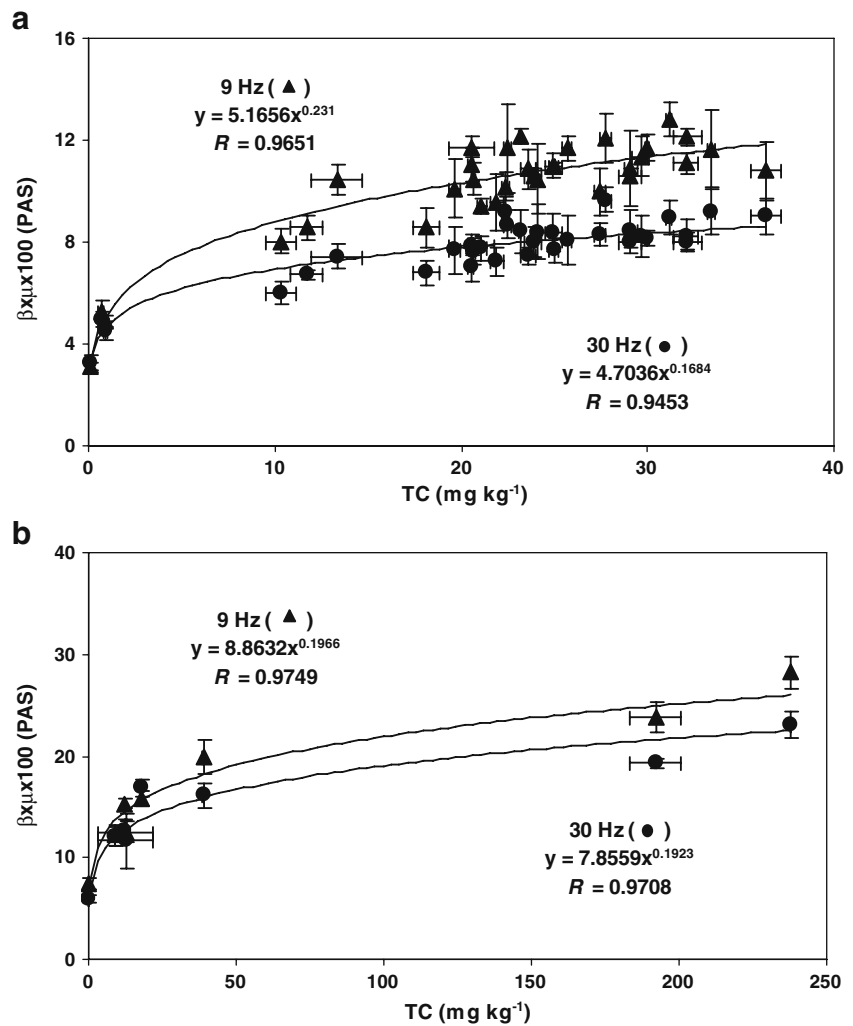 a
16
12
8
4
0
βxμx100 (PAS)
9 Hz ( ▲ )
y = 5.1656x^0.231
R = 0.9651
30 Hz ( ● )
y = 4.7036x^0.1684
R = 0.9453
0 10 20 30 40
TC (mg kg⁻¹)
b
40
30
20
10
0
βxμx100 (PAS)
9 Hz ( ▲ )
y = 8.8632x^0.1966
R = 0.9749
30 Hz ( ● )
y = 7.8559x^0.1923
R = 0.9708
0 50 100 150 200 250
TC (mg kg⁻¹)